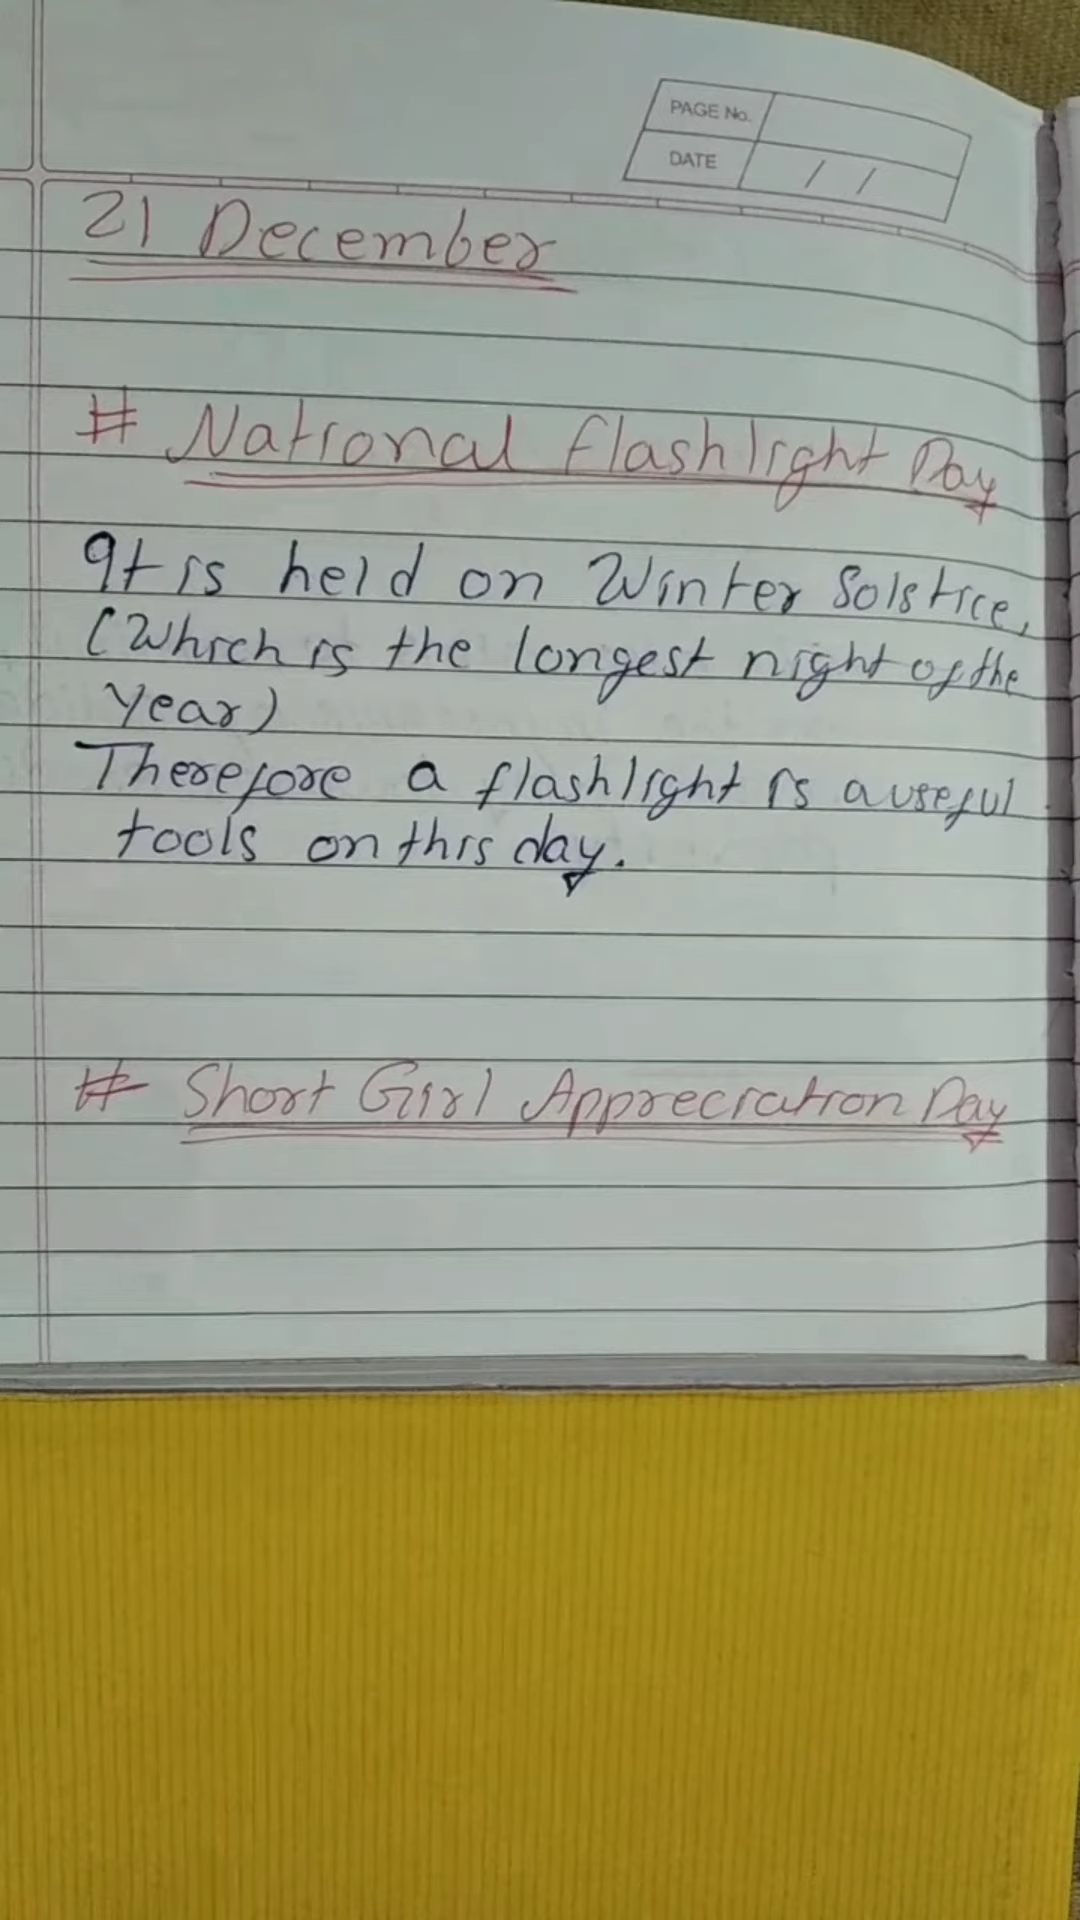 PAGE No.
DATE / /
21 December
# National flashlight Day
It is held on Winter Solstice,
(Which is the longest night of the
year)
Therefore a flashlight is a useful
tools on this day.
# Short Girl Appreciation Day